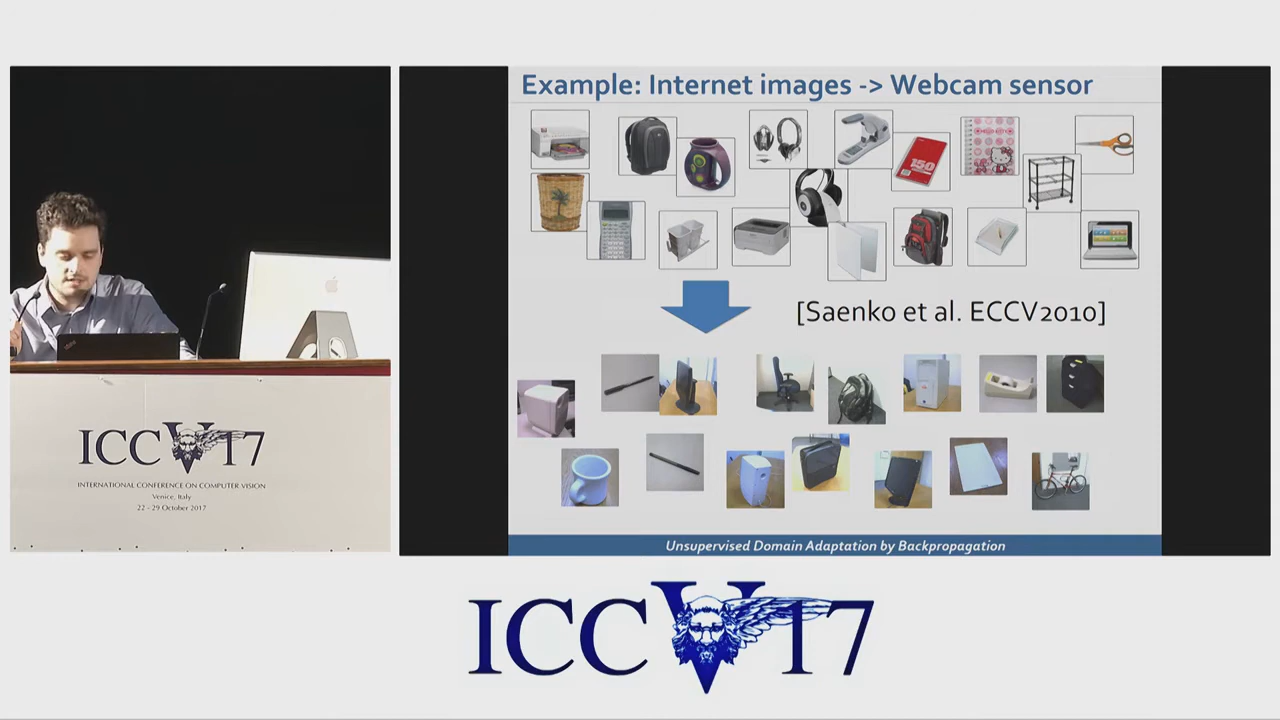 Example: Internet images -> Webcam sensor
150
[Saenko et al. ECCV2010]
Unsupervised Domain Adaptation by Backpropagation
ICCV17
INTERNATIONAL CONFERENCE ON COMPUTER VISION
Venice, Italy
22 - 29 October 2017
ICCV17